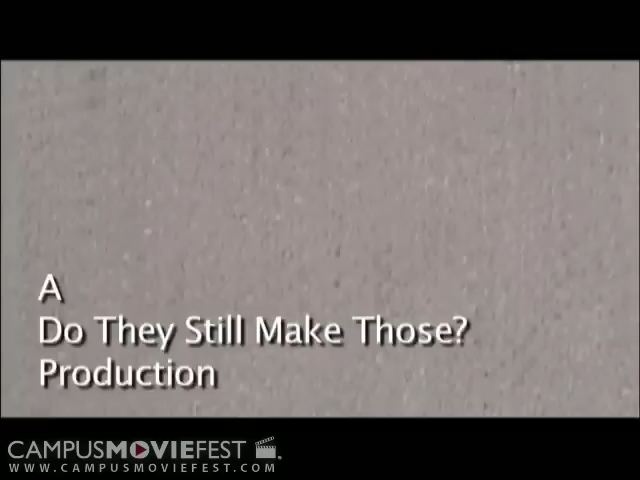 A
Do They Still Make Those?
Production
CAMPUSMOVIEFEST
WWW.CAMPUSMOVIEFEST.COM